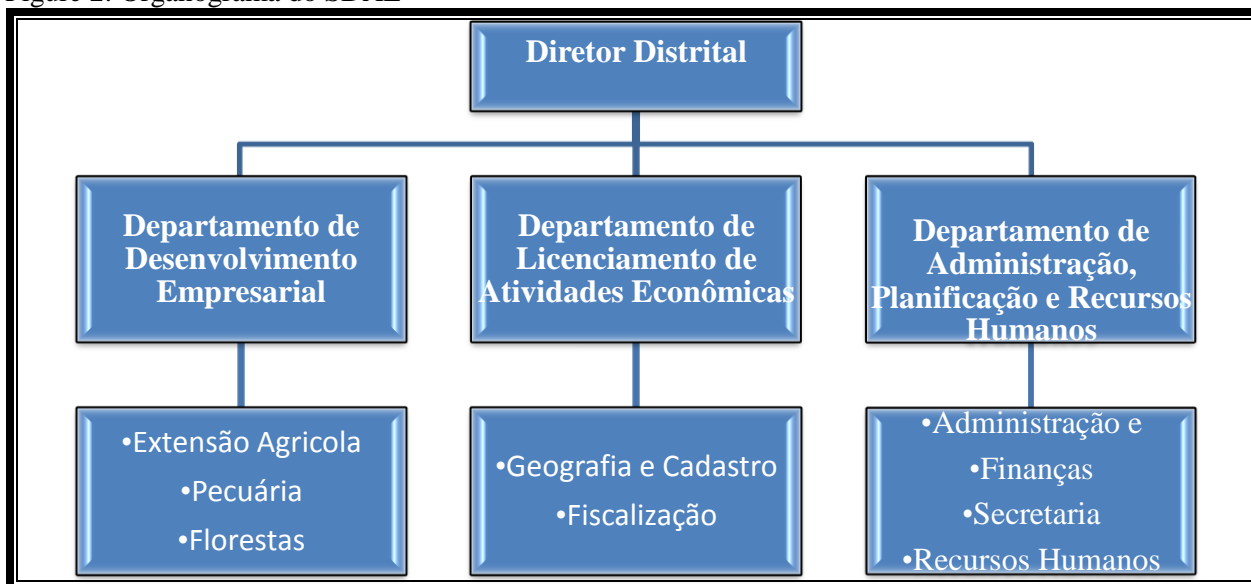 Diretor Distrital
Departamento de
Desenvolvimento
Empresarial
Departamento de
Licenciamento de
Atividades Econômicas
Departamento de
Administração,
Planificação e Recursos
Humanos
•Extensão Agricola
•Pecuária
•Florestas
•Geografia e Cadastro
•Fiscalização
•Administração e
•Finanças
•Secretaria
•Recursos Humanos